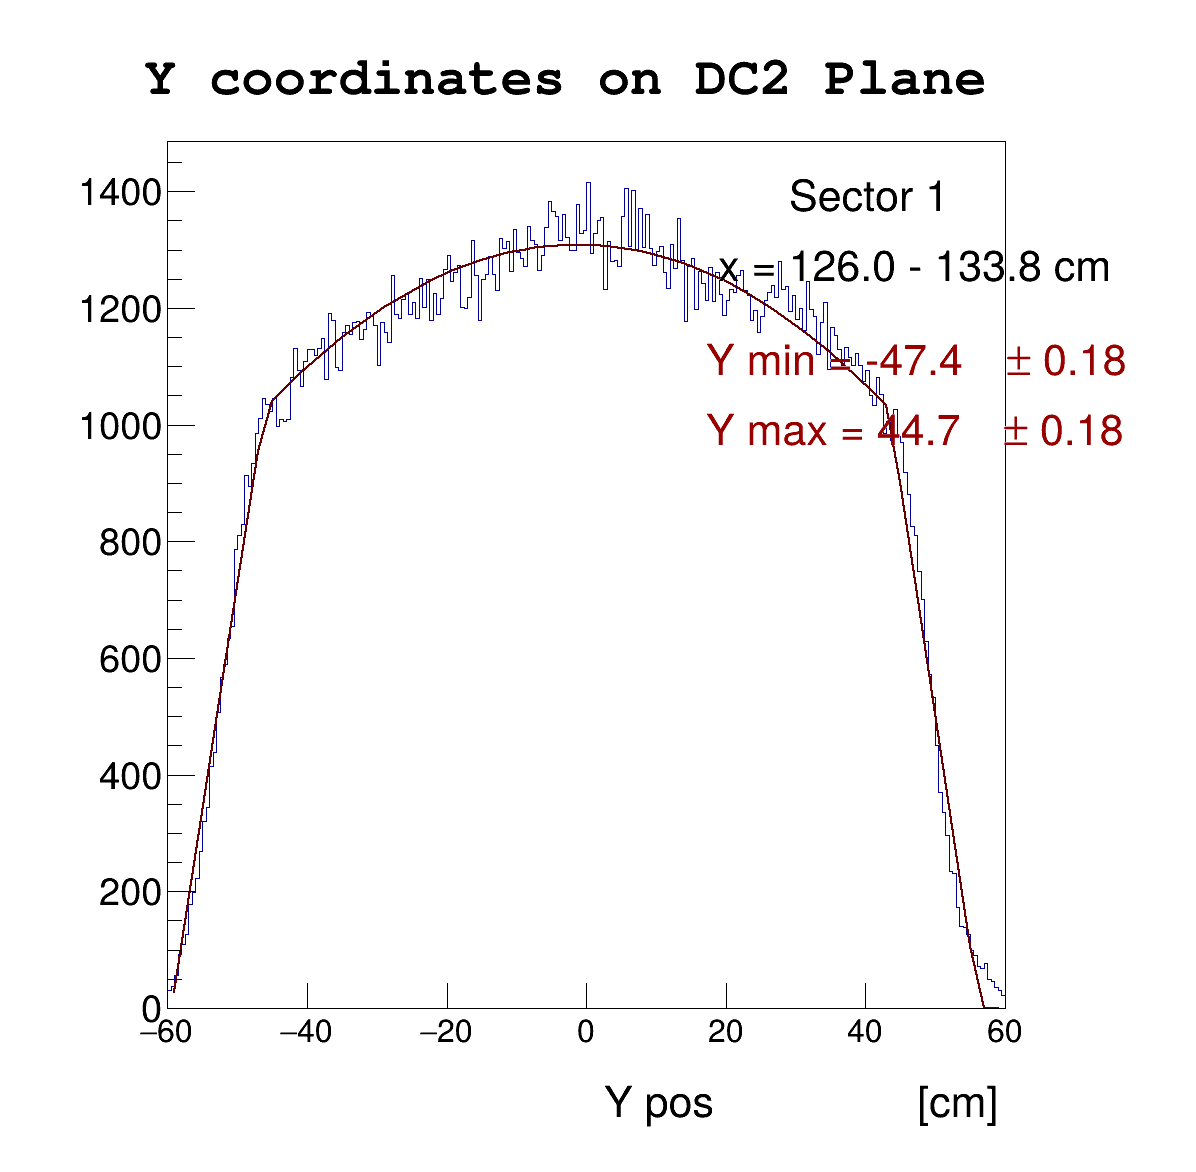 Y coordinates on DC2 Plane
Sector 1
x = 126.0 - 133.8 cm
Y min = -47.4 ± 0.18
Y max = 44.7 ± 0.18
1400
1200
1000
800
600
400
200
0
−60 −40 −20 0 20 40 60
Y pos [cm]